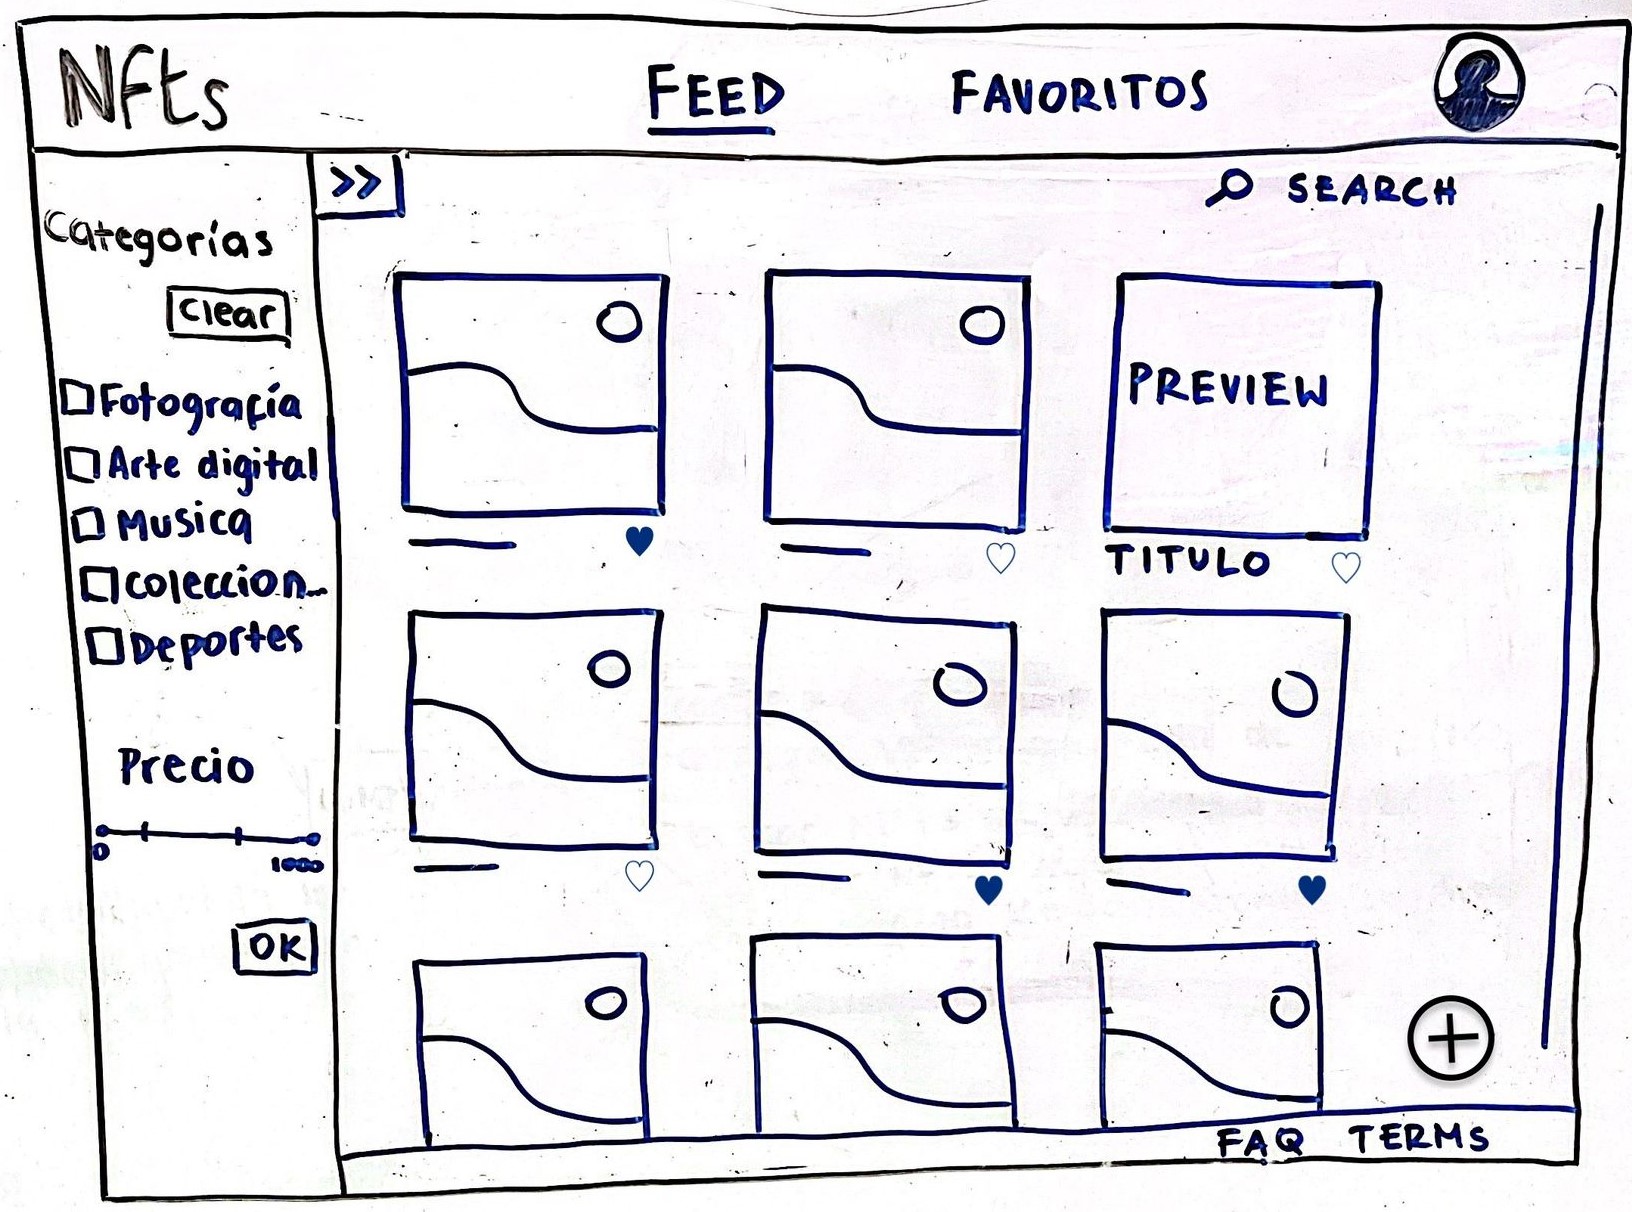 Nfts
FEED
FAVORITOS
>>
SEARCH
Categorías
Clear
Fotografía
Arte digital
Musica
coleccion...
Deportes
Precio
0 1000
OK
PREVIEW
TITULO
FAQ TERMS